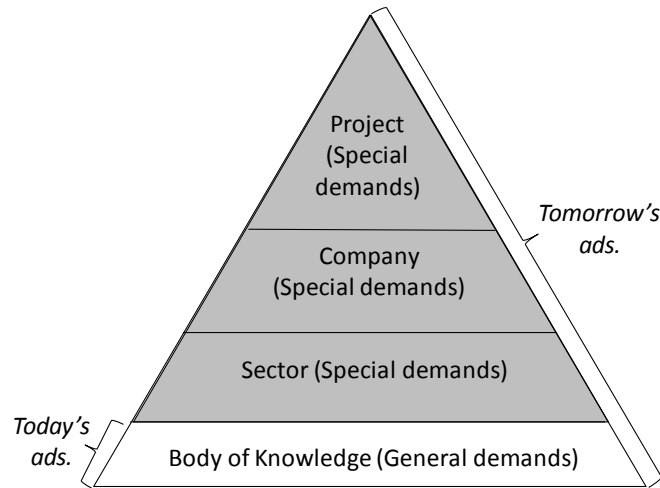 Project
(Special
demands)
Tomorrow's
ads.
Company
(Special demands)
Sector (Special demands)
Today's
ads.
Body of Knowledge (General demands)